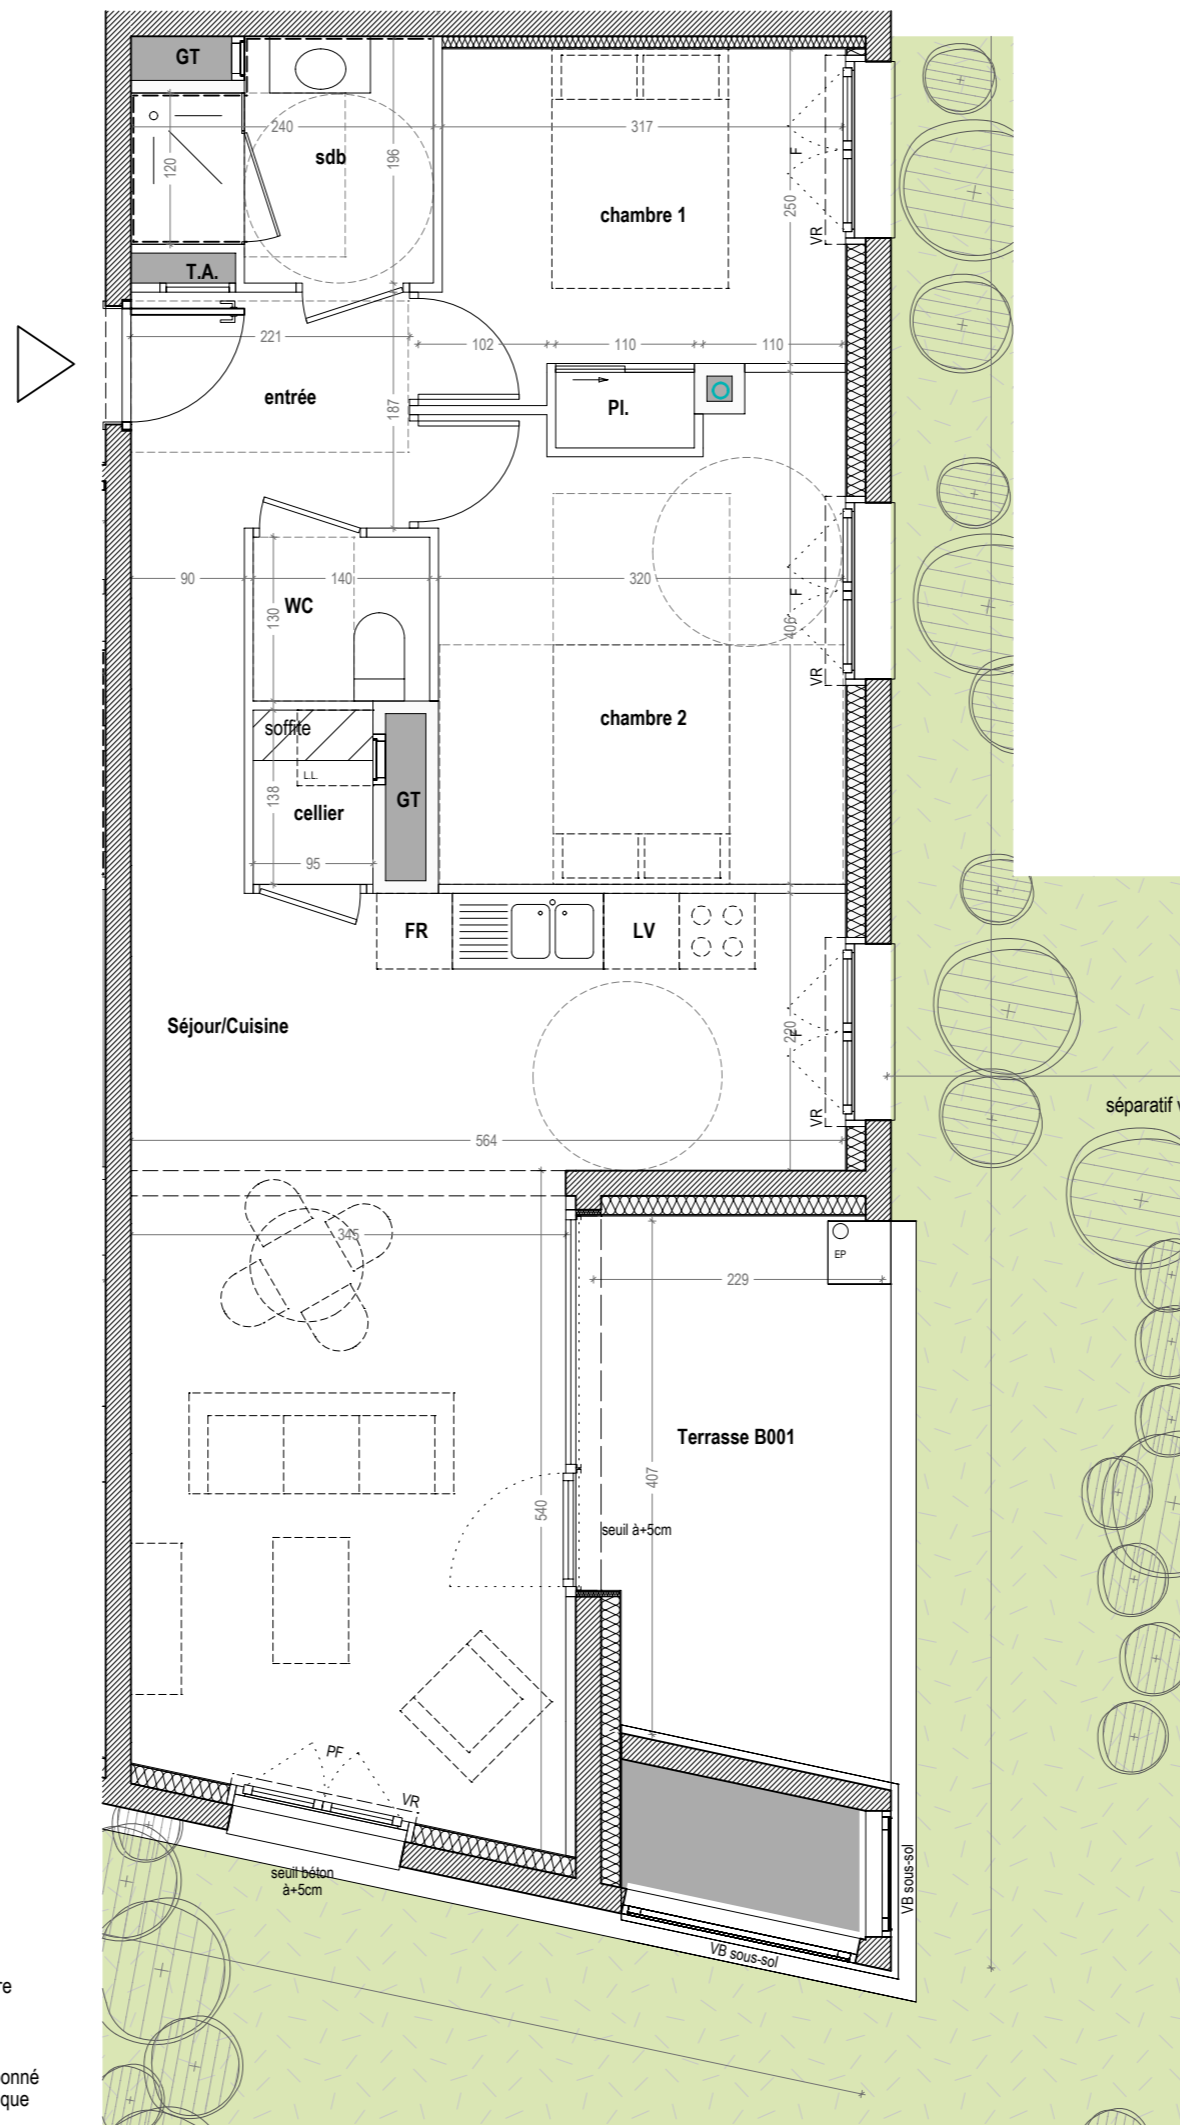 GT
240
sdb
196
120
317
chambre 1
250
F
VR
T.A.
221
102
110
110
entrée
187
Pl.
90
140
WC
130
320
F
406
VR
soffite
LL
138
cellier
95
GT
chambre 2
FR
LV
Séjour/Cuisine
220
F
VR
564
séparatif
345
EP
229
Terrasse B001
407
540
seuil à+5cm
PF
VR
seuil béton
à+5cm
VB sous-sol
VB sous-sol
re
onné
que